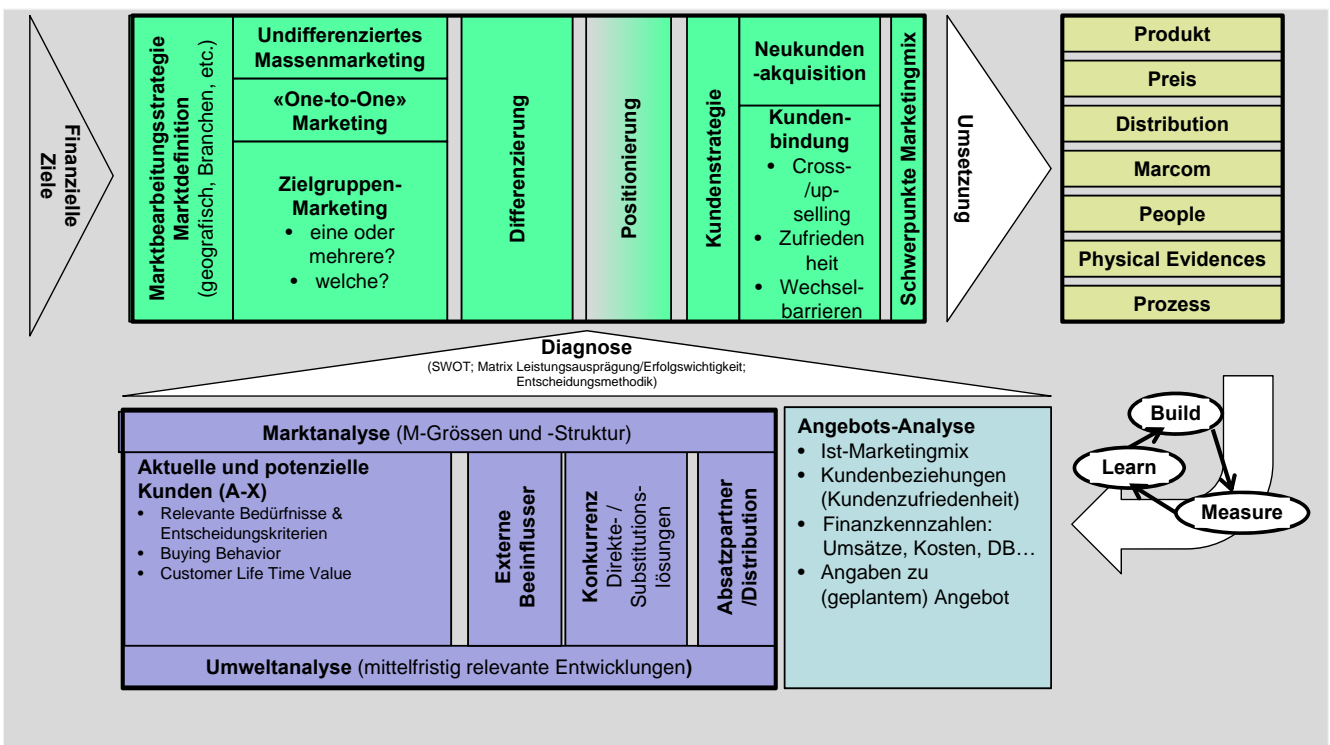 Finanzielle
Ziele
Marktbearbeitungsstrategie
Marktdefinition
(geografisch, Branchen, etc.)
Undifferenziertes
Massenmarketing
«One-to-One»
Marketing
Zielgruppen-
Marketing
• eine oder
mehrere?
• welche?
Differenzierung
Positionierung
Kundenstrategie
Neukunden
-akquisition
Kunden-
bindung
• Cross-
/up-
selling
• Zufrieden
heit
• Wechsel-
barrieren
Schwerpunkte Marketingmix
Umsetzung
Produkt
Preis
Distribution
Marcom
People
Physical Evidences
Prozess
Diagnose
(SWOT; Matrix Leistungsausprägung/Erfolgswichtigkeit;
Entscheidungsmethodik)
Marktanalyse (M-Grössen und -Struktur)
Aktuelle und potenzielle
Kunden (A-X)
• Relevante Bedürfnisse &
Entscheidungskriterien
• Buying Behavior
• Customer Life Time Value
Externe
Beeinflusser
Konkurrenz
Direkte- /
Substitutions-
lösungen
Absatzpartner
/Distribution
Umweltanalyse (mittelfristig relevante Entwicklungen)
Angebots-Analyse
• Ist-Marketingmix
• Kundenbeziehungen
(Kundenzufriedenheit)
• Finanzkennzahlen:
Umsätze, Kosten, DB…
• Angaben zu
(geplantem) Angebot
Build
Learn
Measure